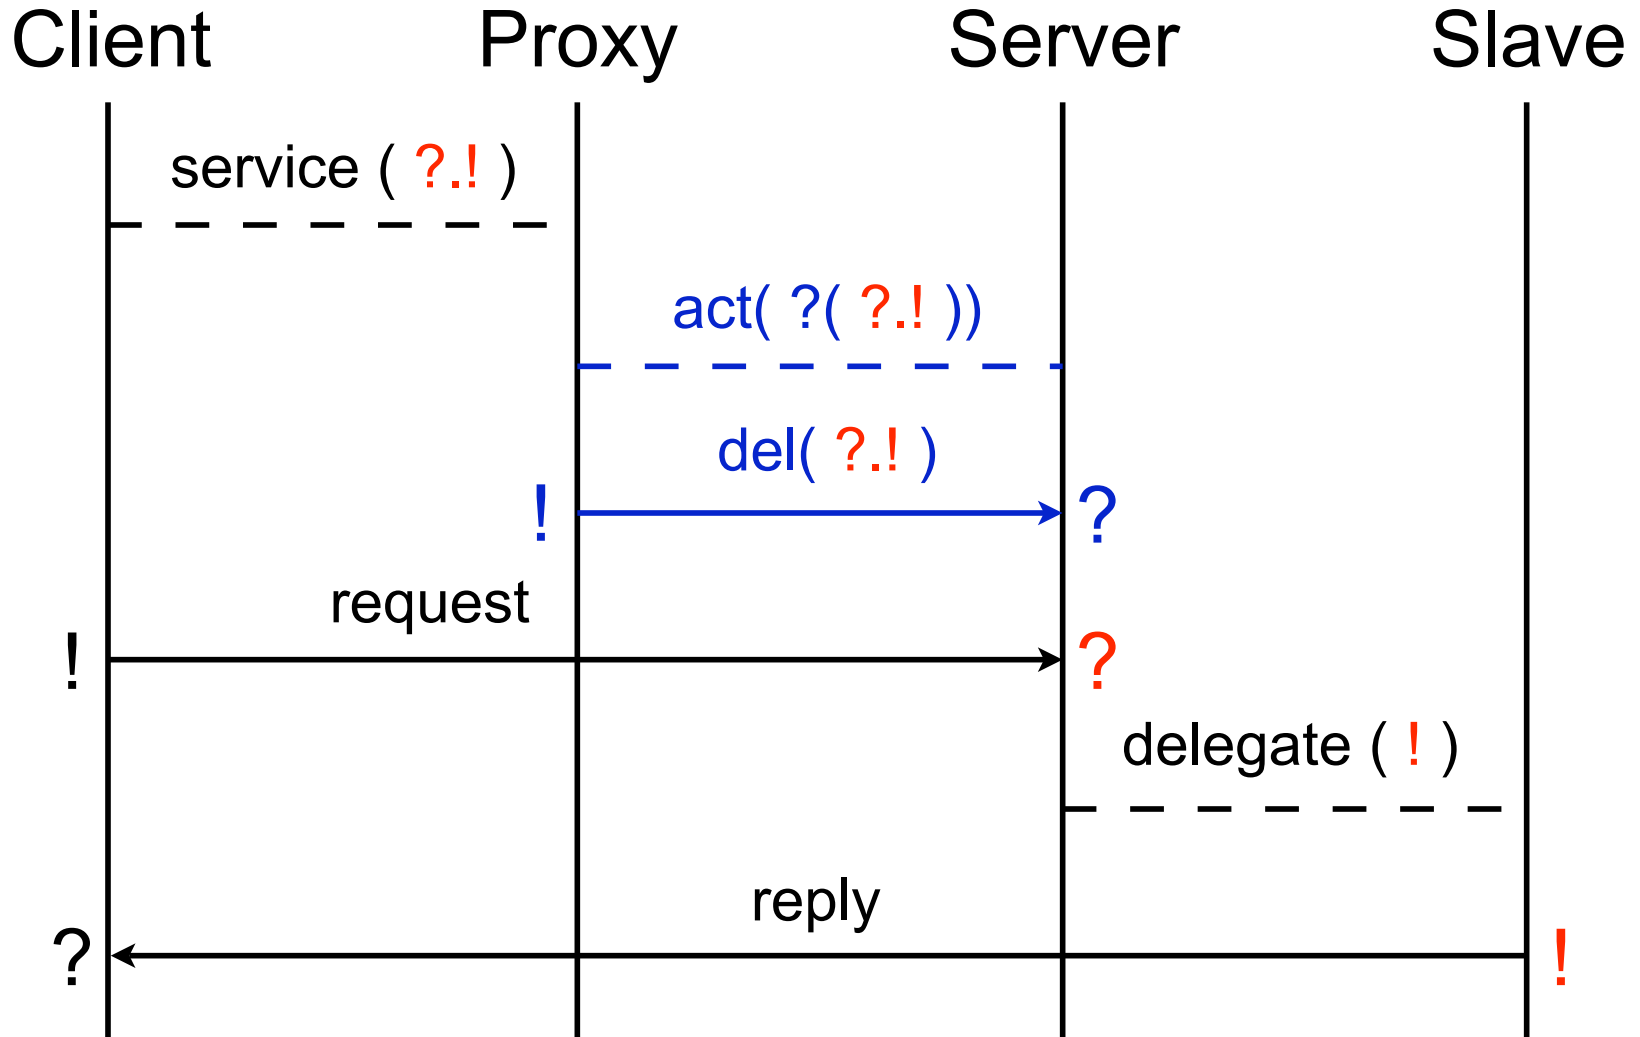 Client Proxy Server Slave
service ( ?.! )
act( ?( ?.! ))
del( ?.! )
! ?
request
! ?
delegate ( ! )
reply
? !